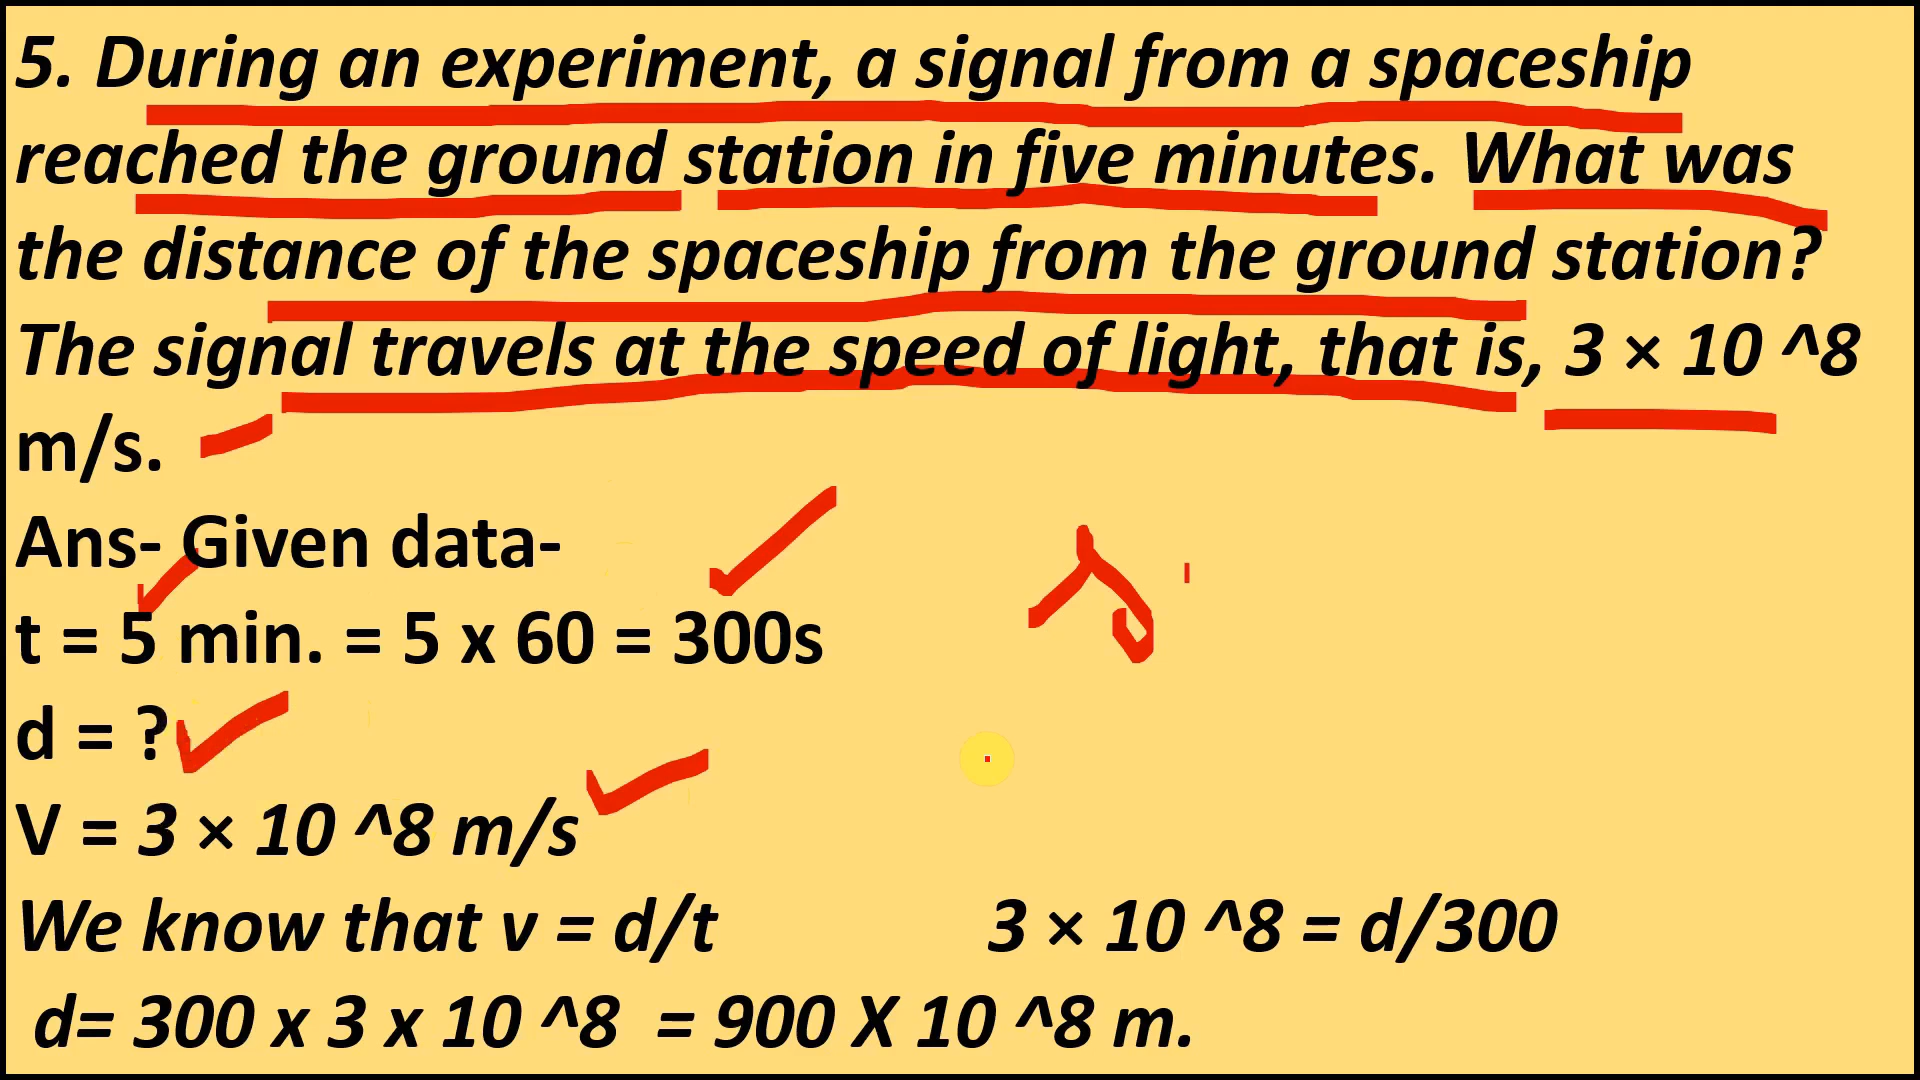 5. During an experiment, a signal from a spaceship
reached the ground station in five minutes. What was
the distance of the spaceship from the ground station?
The signal travels at the speed of light, that is, 3 × 10 ^8
m/s.
Ans- Given data-
t = 5 min. = 5 x 60 = 300s
d = ?
V = 3 × 10 ^8 m/s
We know that v = d/t 3 × 10 ^8 = d/300
d= 300 x 3 x 10 ^8 = 900 X 10 ^8 m.